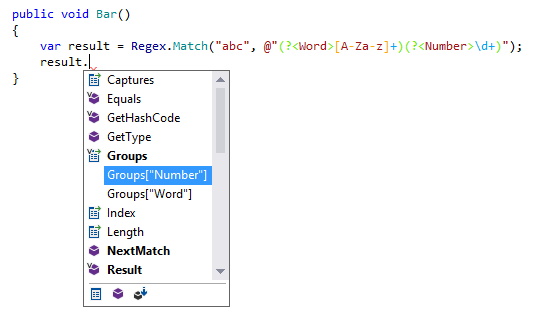 public void Bar()
{
    var result = Regex.Match("abc", @"(?<Word>[A-Za-z]+)(?<Number>\d+)");
    result.
}
Captures
Equals
GetHashCode
GetType
Groups
Groups["Number"]
Groups["Word"]
Index
Length
NextMatch
Result